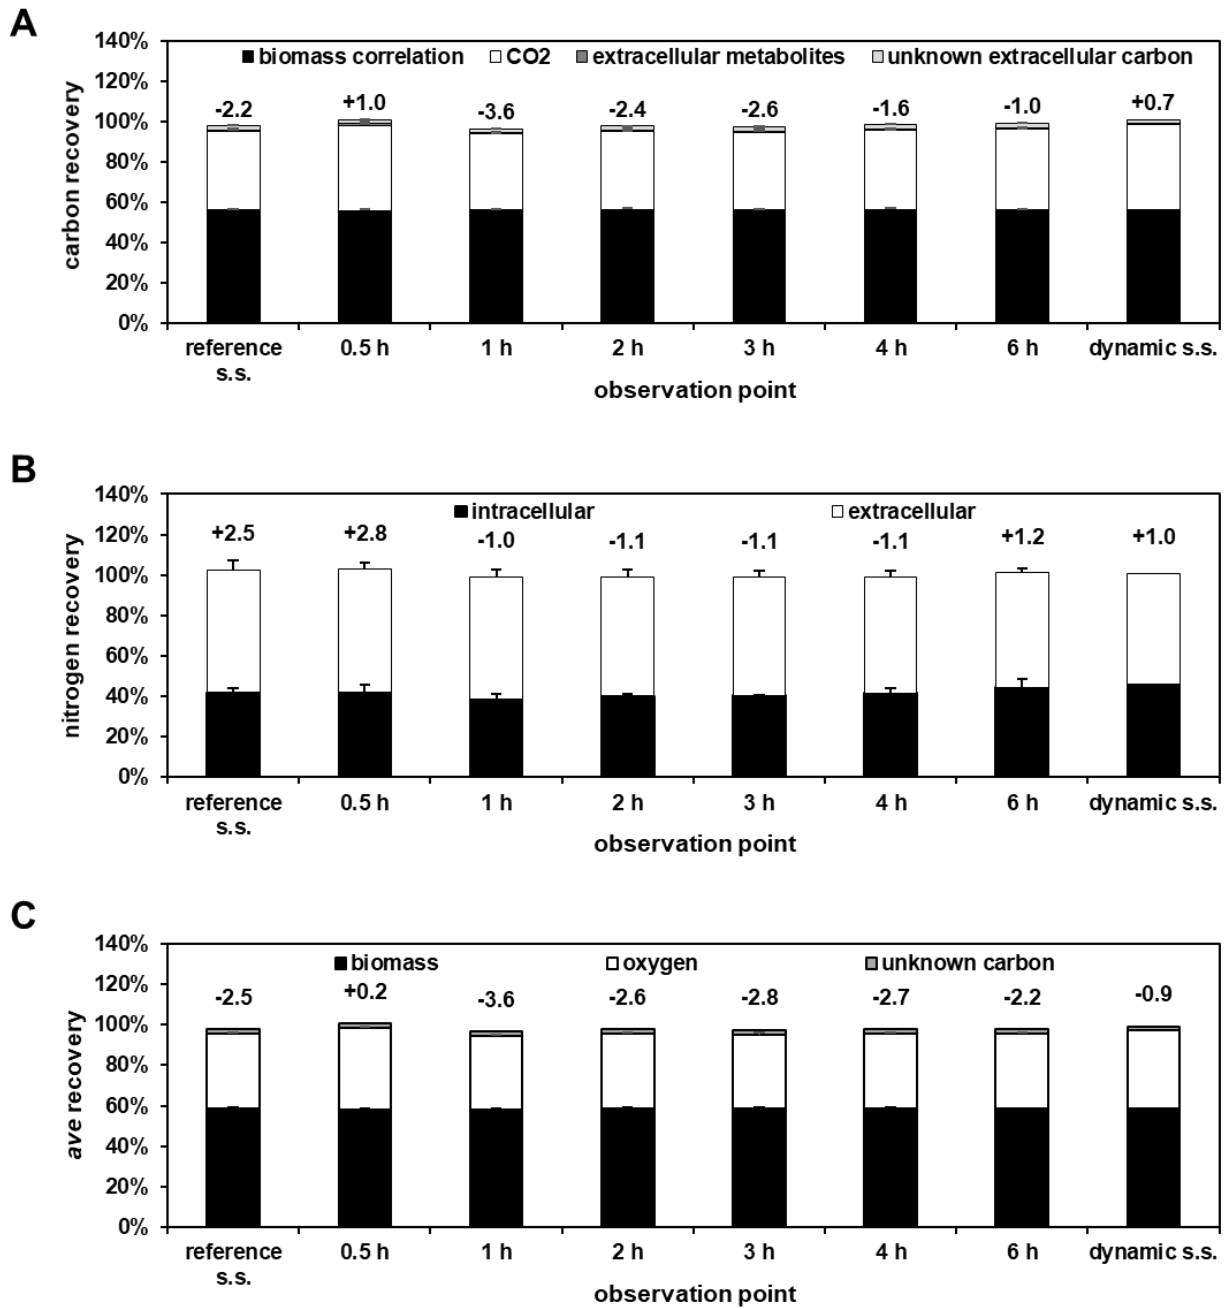 A
140%
biomass correlation CO2 extracellular metabolites unknown extracellular carbon
120%
-2.2 +1.0 -3.6 -2.4 -2.6 -1.6 -1.0 +0.7
100%
80%
60%
40%
20%
0%
carbon recovery
reference s.s. 0.5 h 1 h 2 h 3 h 4 h 6 h dynamic s.s.
observation point
B
140%
intracellular extracellular
120%
+2.5 +2.8 -1.0 -1.1 -1.1 -1.1 +1.2 +1.0
100%
80%
60%
40%
20%
0%
nitrogen recovery
reference s.s. 0.5 h 1 h 2 h 3 h 4 h 6 h dynamic s.s.
observation point
C
140%
biomass oxygen unknown carbon
120%
-2.5 +0.2 -3.6 -2.6 -2.8 -2.7 -2.2 -0.9
100%
80%
60%
40%
20%
0%
ave recovery
reference s.s. 0.5 h 1 h 2 h 3 h 4 h 6 h dynamic s.s.
observation point